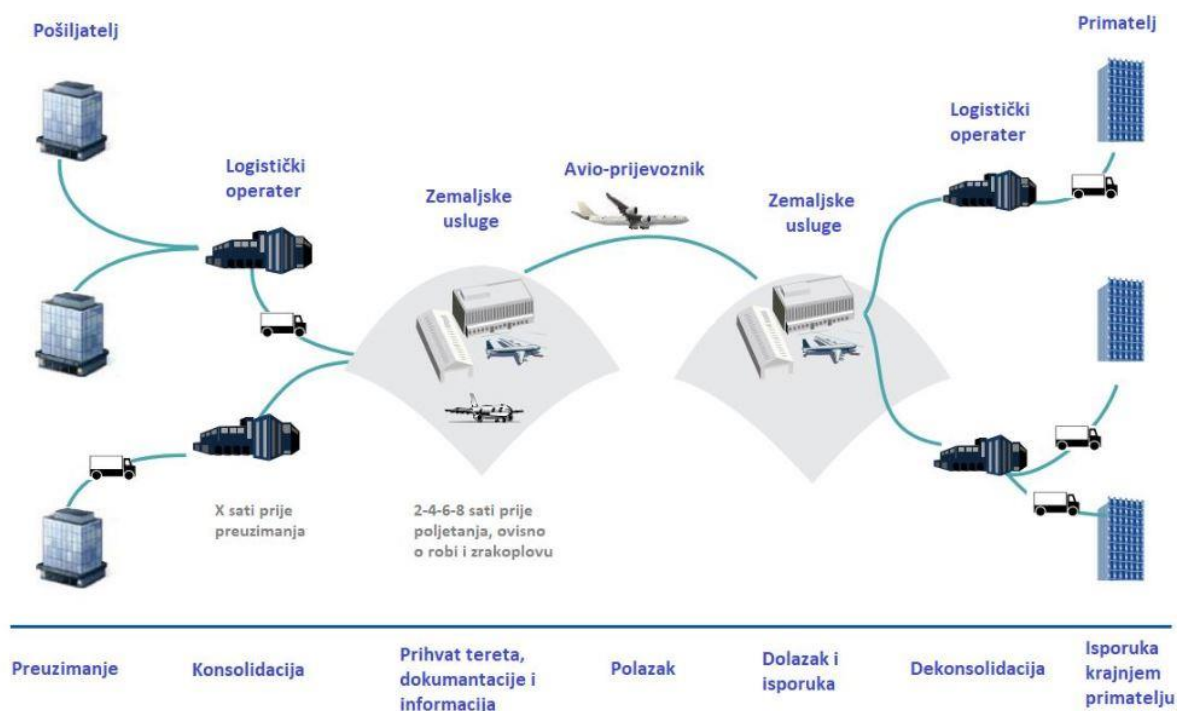 Pošiljatelj
Primatelj
Logistički
operater
Logistički
operater
Avio-prijevoznik
Zemaljske
usluge
Zemaljske
usluge
X sati prije
preuzimanja
2-4-6-8 sati prije
poljetanja, ovisno
o robi i zrakoplovu
Preuzimanje
Konsolidacija
Prihvat tereta,
dokumantacije i
informacija
Polazak
Dolazak i
isporuka
Dekonsolidacija
Isporuka
krajnjem
primatelju